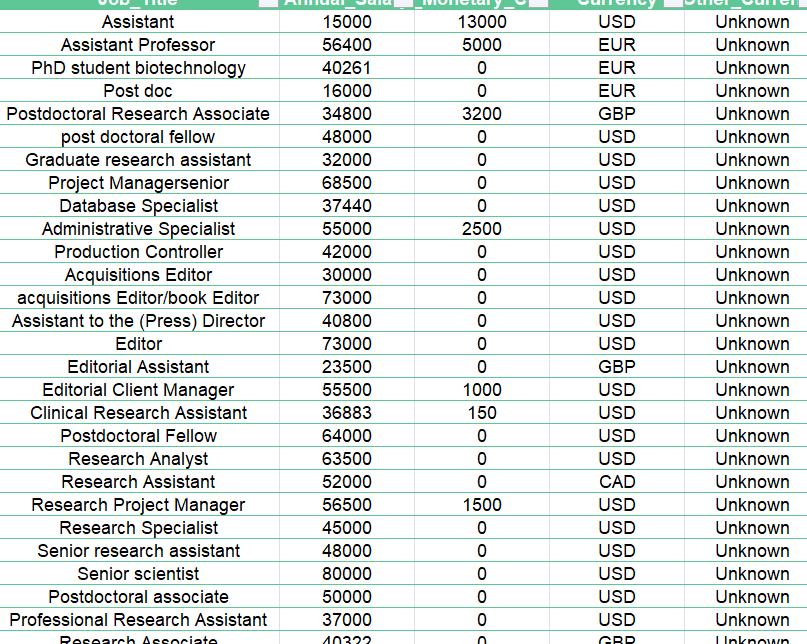 Job_Title Annual_Sala _Monetary_C Currency Other_Curren
Assistant 15000 13000 USD Unknown
Assistant Professor 56400 5000 EUR Unknown
PhD student biotechnology 40261 0 EUR Unknown
Post doc 16000 0 EUR Unknown
Postdoctoral Research Associate 34800 3200 GBP Unknown
post doctoral fellow 48000 0 USD Unknown
Graduate research assistant 32000 0 USD Unknown
Project Managersenior 68500 0 USD Unknown
Database Specialist 37440 0 USD Unknown
Administrative Specialist 55000 2500 USD Unknown
Production Controller 42000 0 USD Unknown
Acquisitions Editor 30000 0 USD Unknown
acquisitions Editor/book Editor 73000 0 USD Unknown
Assistant to the (Press) Director 40800 0 USD Unknown
Editor 73000 0 USD Unknown
Editorial Assistant 23500 0 GBP Unknown
Editorial Client Manager 55500 1000 USD Unknown
Clinical Research Assistant 36883 150 USD Unknown
Postdoctoral Fellow 64000 0 USD Unknown
Research Analyst 63500 0 USD Unknown
Research Assistant 52000 0 CAD Unknown
Research Project Manager 56500 1500 USD Unknown
Research Specialist 45000 0 USD Unknown
Senior research assistant 48000 0 USD Unknown
Senior scientist 80000 0 USD Unknown
Postdoctoral associate 50000 0 USD Unknown
Professional Research Assistant 37000 0 USD Unknown
Research Associate 40322 0 GBP Unknown